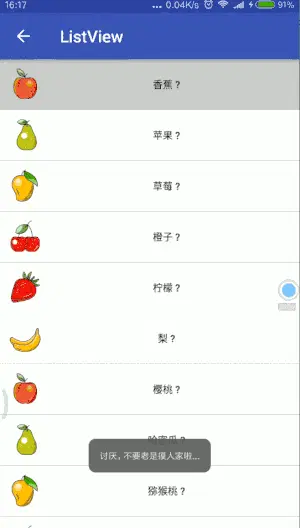 16:17
... 0.04K/s
91%
ListView
香蕉？
苹果？
草莓？
橙子？
柠檬？
梨？
樱桃？
哈密瓜？
讨厌，不要老是摸人家啦...
猕猴桃？